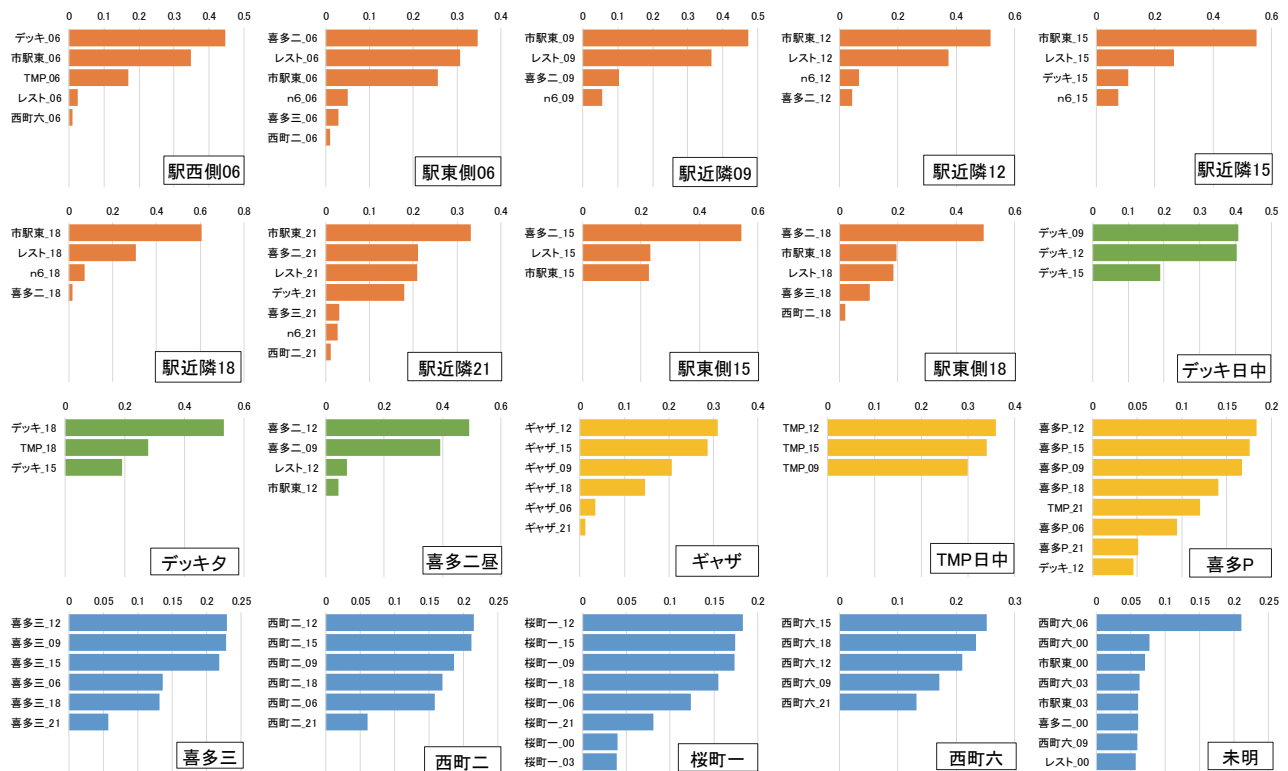 0 0.1 0.2 0.3 0.4 0.5
デッキ_06
市駅東_06
TMP_06
レスト_06
西町六_06
駅西側06
0 0.1 0.2 0.3 0.4
喜多二_06
レスト_06
市駅東_06
n6_06
喜多三_06
西町二_06
駅東側06
0 0.1 0.2 0.3 0.4 0.5
市駅東_09
レスト_09
喜多二_09
n6_09
駅近隣09
0 0.2 0.4 0.6
市駅東_12
レスト_12
n6_12
喜多二_12
駅近隣12
0 0.2 0.4 0.6
市駅東_15
レスト_15
デッキ_15
n6_15
駅近隣15
0 0.2 0.4 0.6 0.8
市駅東_18
レスト_18
n6_18
喜多二_18
駅近隣18
0 0.1 0.2 0.3 0.4
市駅東_21
喜多二_21
レスト_21
デッキ_21
喜多三_21
n6_21
西町二_21
駅近隣21
0 0.2 0.4 0.6
喜多二_15
レスト_15
市駅東_15
駅東側15
0 0.2 0.4 0.6
喜多二_18
市駅東_18
レスト_18
喜多三_18
西町二_18
駅東側18
0 0.1 0.2 0.3 0.4 0.5
デッキ_09
デッキ_12
デッキ_15
デッキ日中
0 0.2 0.4 0.6
デッキ_18
TMP_18
デッキ_15
デッキ夕
0 0.2 0.4 0.6
喜多二_12
喜多二_09
レスト_12
市駅東_12
喜多二昼
0 0.1 0.2 0.3 0.4
ギャザ_12
ギャザ_15
ギャザ_09
ギャザ_18
ギャザ_06
ギャザ_21
ギャザ
0 0.1 0.2 0.3 0.4
TMP_12
TMP_15
TMP_09
TMP日中
0 0.05 0.1 0.15 0.2
喜多P_12
喜多P_15
喜多P_09
喜多P_18
TMP_21
喜多P_06
喜多P_21
デッキ_12
喜多P
0 0.05 0.1 0.15 0.2 0.25
喜多三_12
喜多三_09
喜多三_15
喜多三_06
喜多三_18
喜多三_21
喜多三
0 0.05 0.1 0.15 0.2 0.25
西町二_12
西町二_15
西町二_09
西町二_18
西町二_06
西町二_21
西町二
0 0.05 0.1 0.15 0.2
桜町一_12
桜町一_15
桜町一_09
桜町一_18
桜町一_06
桜町一_21
桜町一_00
桜町一_03
桜町一
0 0.1 0.2 0.3
西町六_15
西町六_18
西町六_12
西町六_09
西町六_21
西町六
0 0.05 0.1 0.15 0.2 0.25
西町六_06
西町六_00
市駅東_00
西町六_03
市駅東_03
喜多二_00
西町六_09
レスト_00
未明